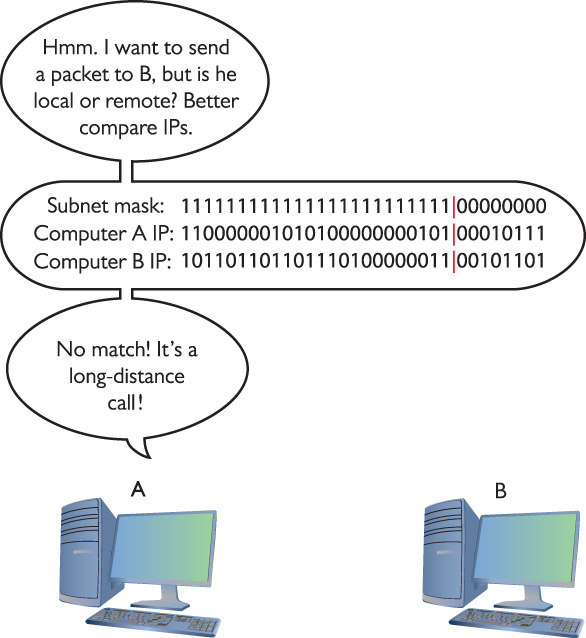 Hmm. I want to send
a packet to B, but is he
local or remote? Better
compare IPs.
Subnet mask: 111111111111111111111111|00000000
Computer A IP: 110000001010100000000101|00010111
Computer B IP: 101101101101110100000011|00101101
No match! It's a
long-distance
call!
A
B